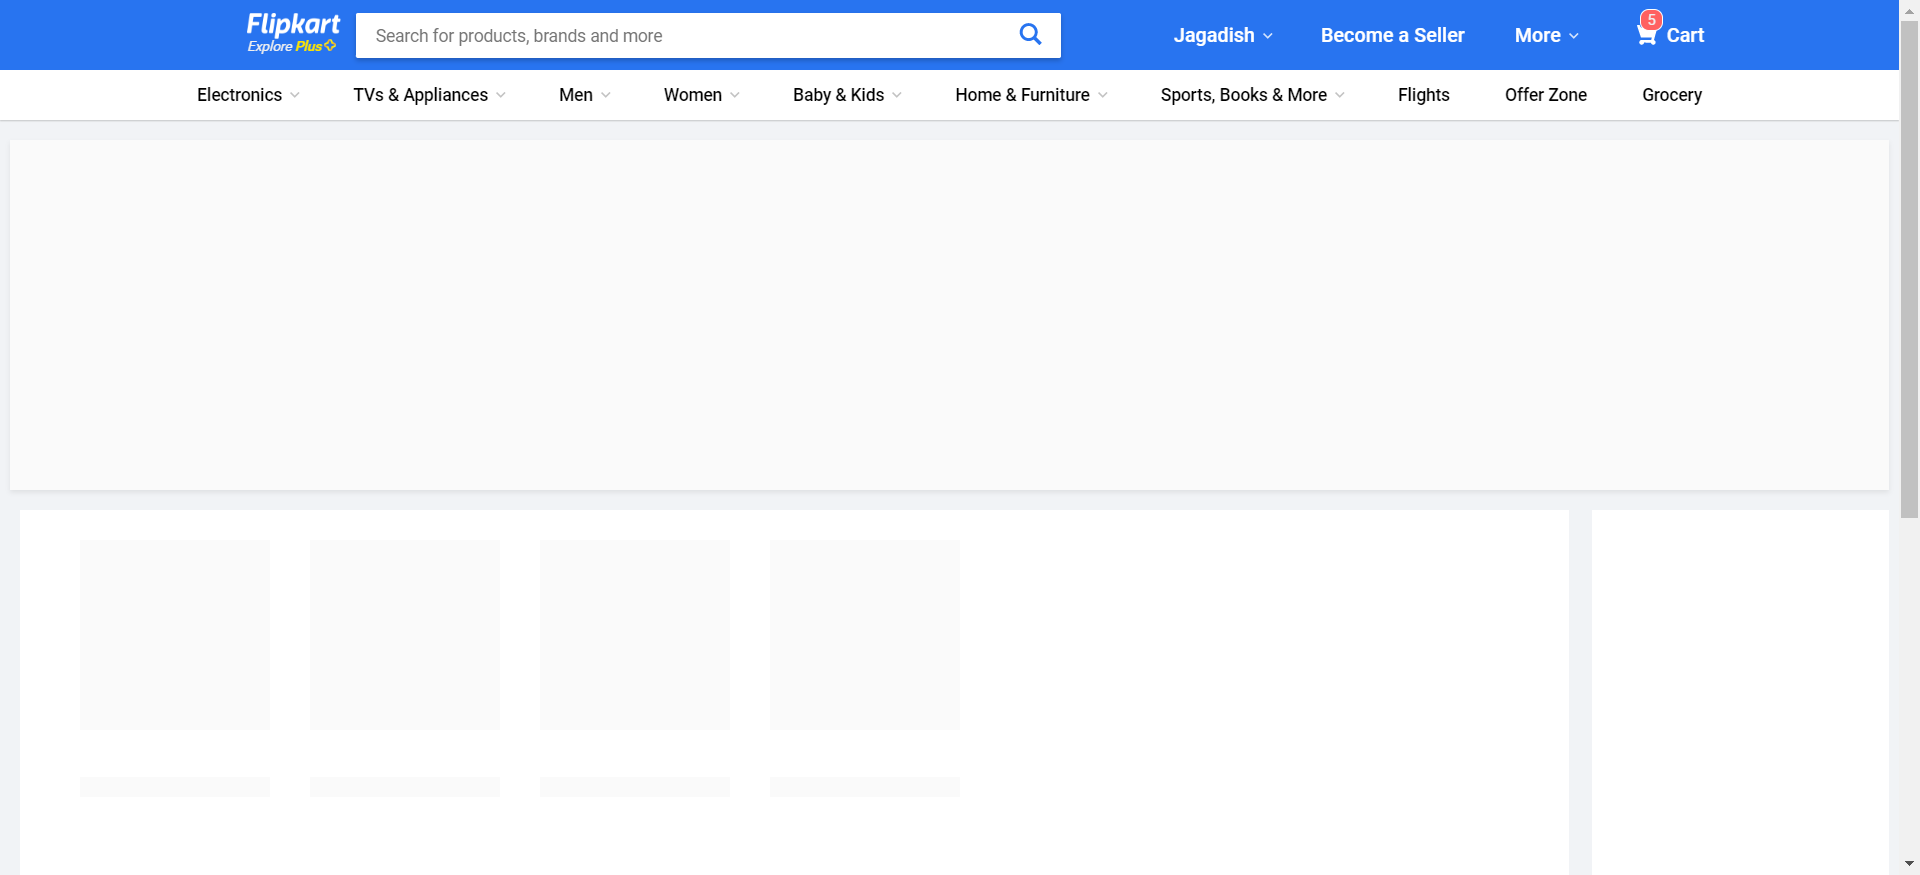 Flipkart
Explore Plus
Search for products, brands and more
Jagadish
Become a Seller
More
5
Cart
Electronics
TVs & Appliances
Men
Women
Baby & Kids
Home & Furniture
Sports, Books & More
Flights
Offer Zone
Grocery